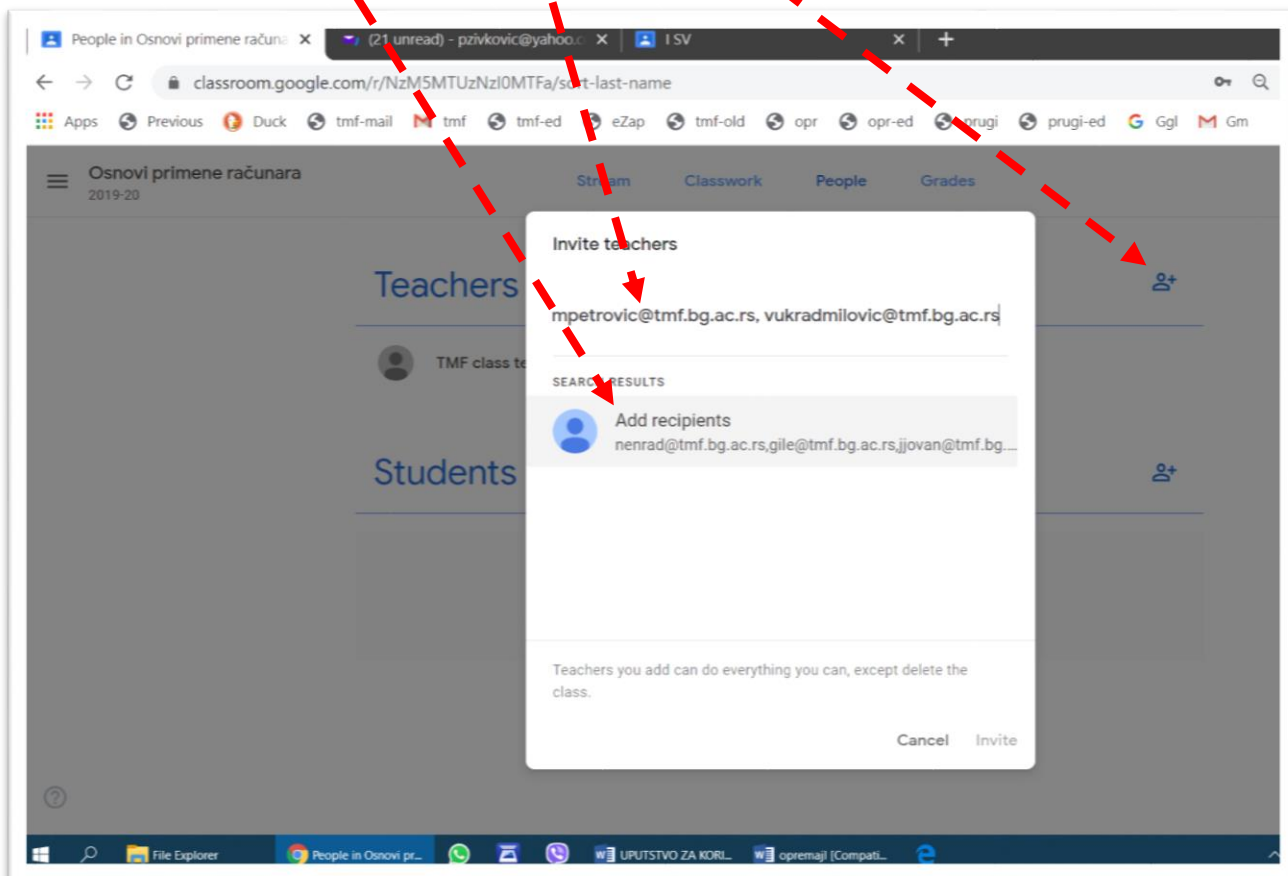 People in Osnovi primene računa
(21 unread) - pzivkovic@yahoo.c
I SV
classroom.google.com/r/NzM5MTUzNzI0MTFa/sort-last-name
Apps Previous Duck tmf-mail tmf tmf-ed eZap tmf-old opr opr-ed prugi prugi-ed Ggl Gm
Osnovi primene računara
2019-20
Stream Classwork People Grades
Invite teachers
Teachers
mpetrovic@tmf.bg.ac.rs, vukradmilovic@tmf.bg.ac.rs
TMF class te
SEARCH RESULTS
Add recipients
nenrad@tmf.bg.ac.rs,gile@tmf.bg.ac.rs,jjovan@tmf.bg....
Students
Teachers you add can do everything you can, except delete the
class.
Cancel Invite
File Explorer People in Osnovi pr... UPUTSTVO ZA KORI... opremajl [Compati...